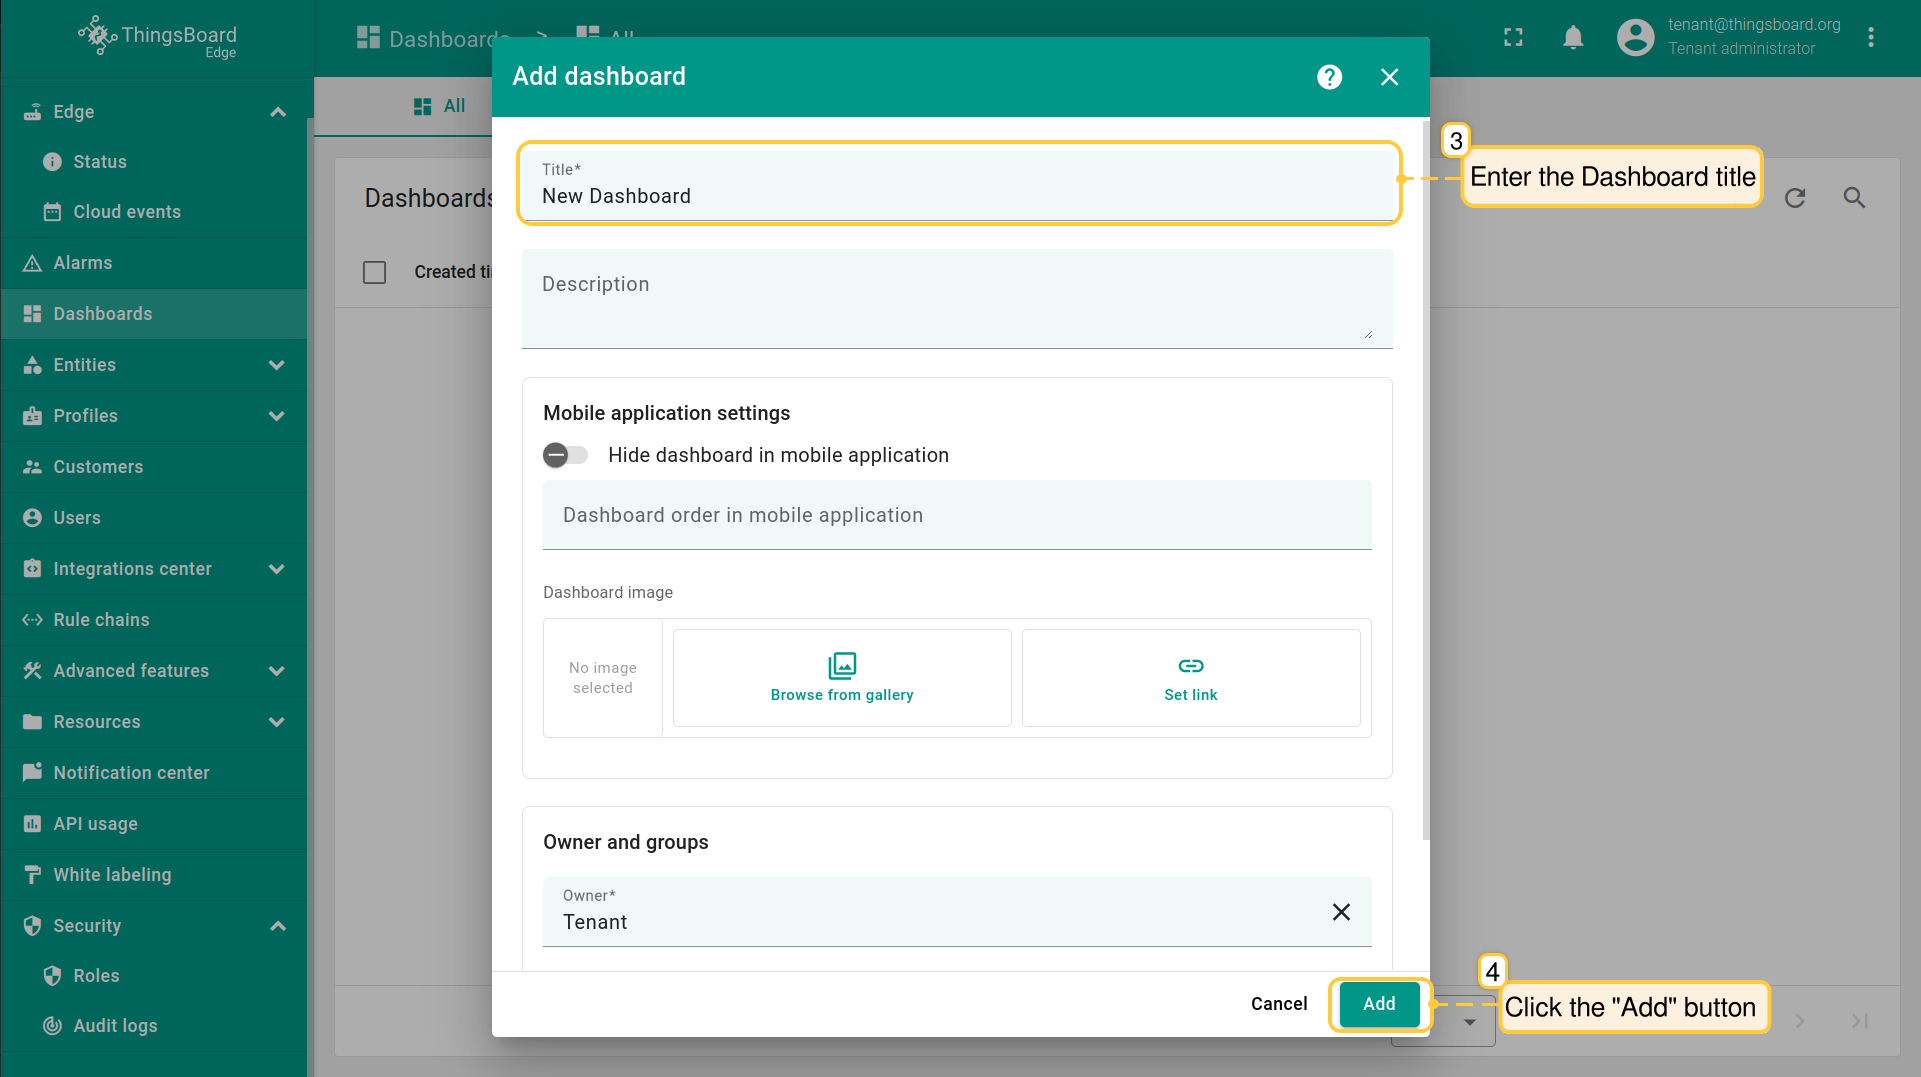 ThingsBoard
Edge
Dashboards > All
tenant@thingsboard.org
Tenant administrator
Edge
Status
Cloud events
Alarms
Dashboards
Entities
Profiles
Customers
Users
Integrations center
Rule chains
Advanced features
Resources
Notification center
API usage
White labeling
Security
Roles
Audit logs
All
Dashboards
Created ti
Add dashboard
Title*
New Dashboard
3
Enter the Dashboard title
Description
Mobile application settings
Hide dashboard in mobile application
Dashboard order in mobile application
Dashboard image
No image
selected
Browse from gallery
Set link
Owner and groups
Owner*
Tenant
Cancel
Add
4
Click the "Add" button